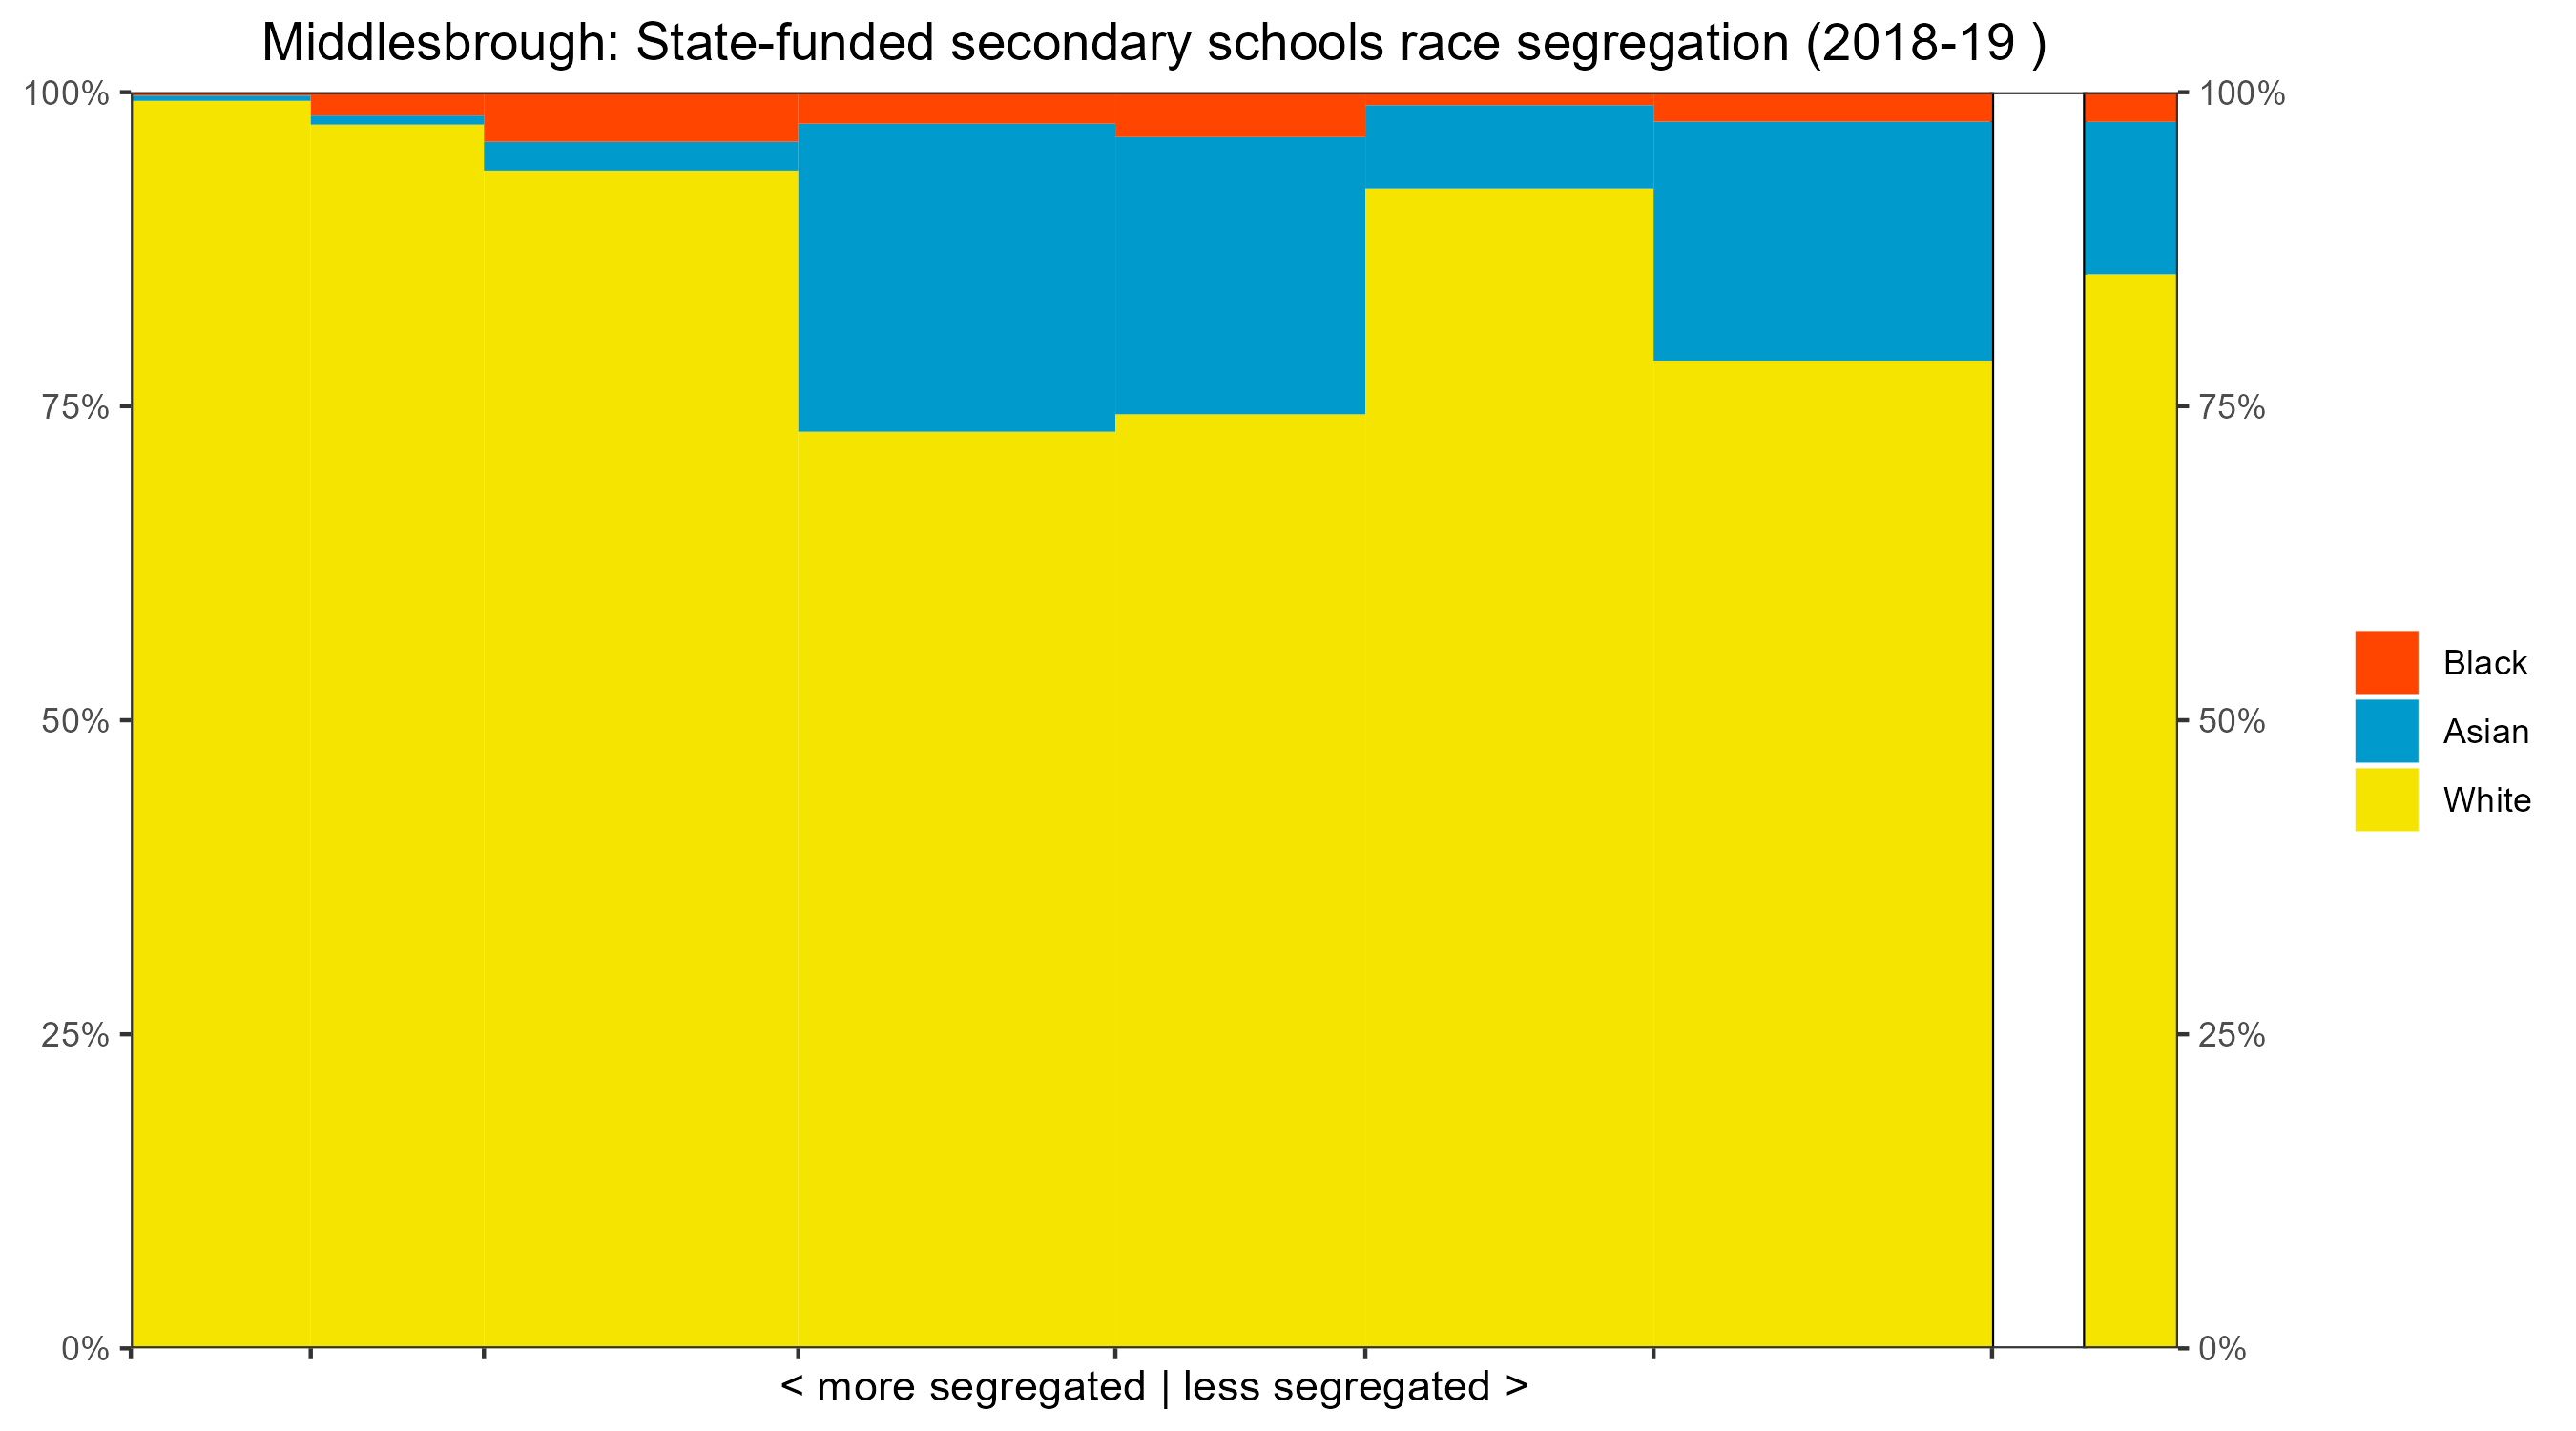 Middlesbrough: State-funded secondary schools race segregation (2018-19 )
100%
75%
50%
25%
0%
100%
75%
50%
25%
0%
Black
Asian
White
< more segregated | less segregated >